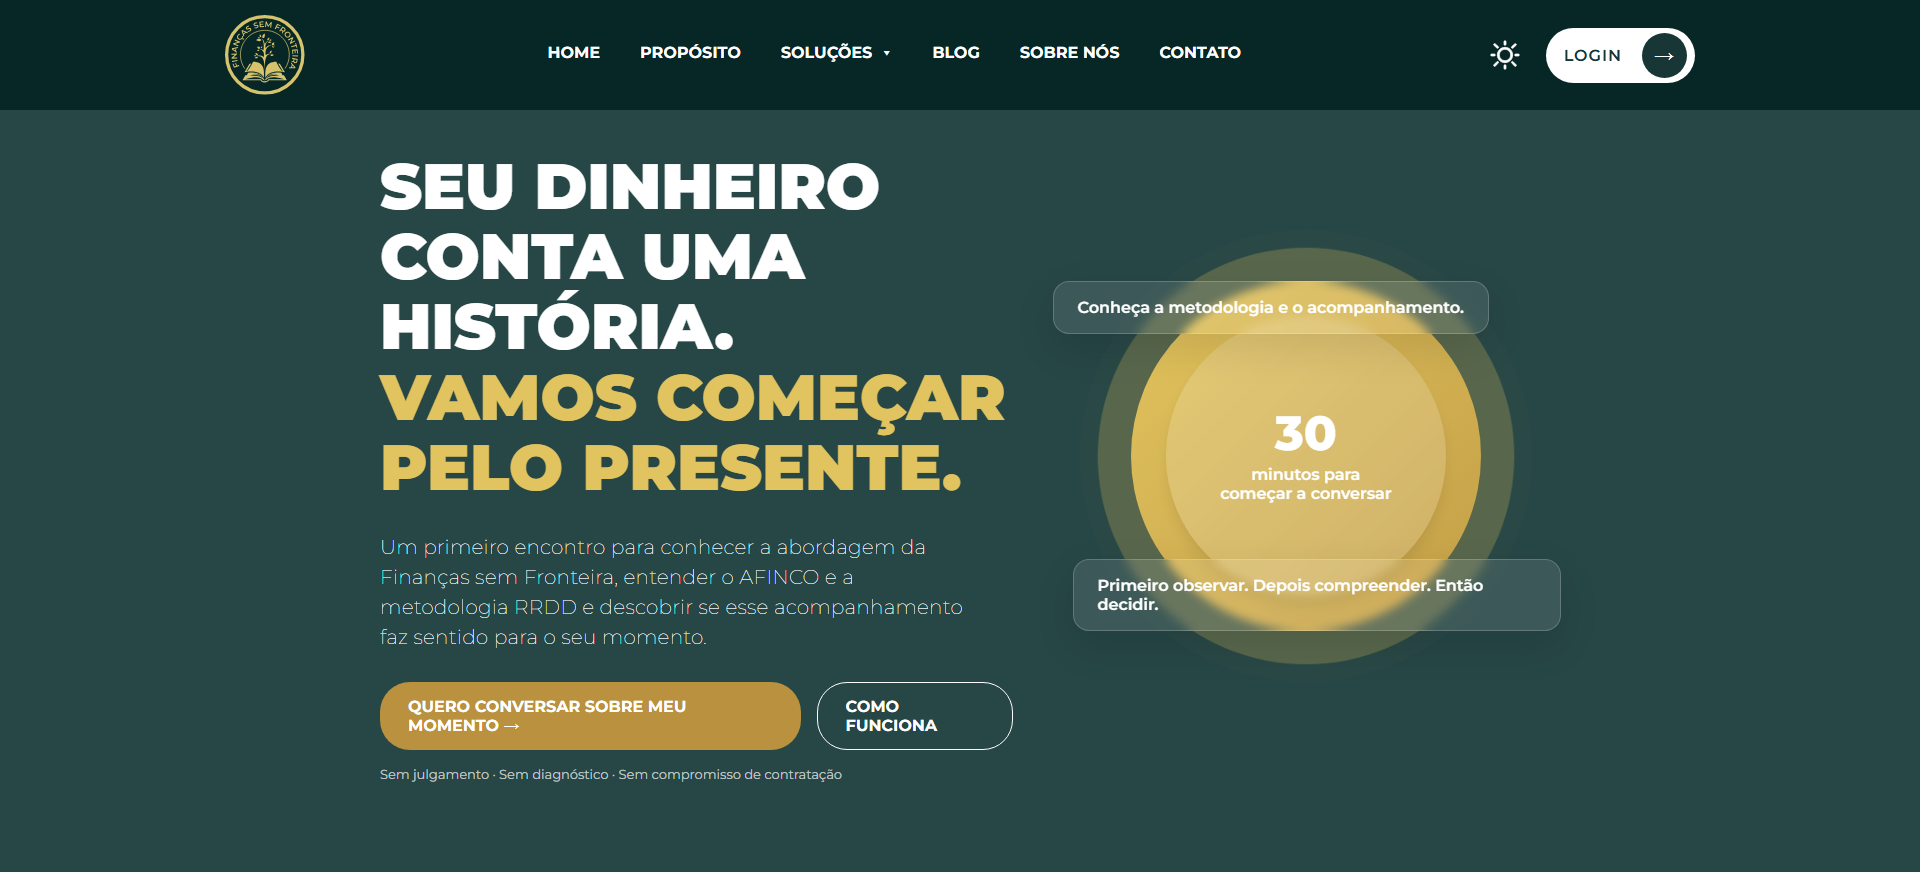 FINANÇAS SEM FRONTEIRA
HOME
PROPÓSITO
SOLUÇÕES
BLOG
SOBRE NÓS
CONTATO
LOGIN →
SEU DINHEIRO
CONTA UMA
HISTÓRIA.
VAMOS COMEÇAR
PELO PRESENTE.
Um primeiro encontro para conhecer a abordagem da
Finanças sem Fronteira, entender o AFINCO e a
metodologia RRDD e descobrir se esse acompanhamento
faz sentido para o seu momento.
QUERO CONVERSAR SOBRE MEU
MOMENTO →
COMO
FUNCIONA
Sem julgamento · Sem diagnóstico · Sem compromisso de contratação
Conheça a metodologia e o acompanhamento.
30
minutos para
começar a conversar
Primeiro observar. Depois compreender. Então
decidir.